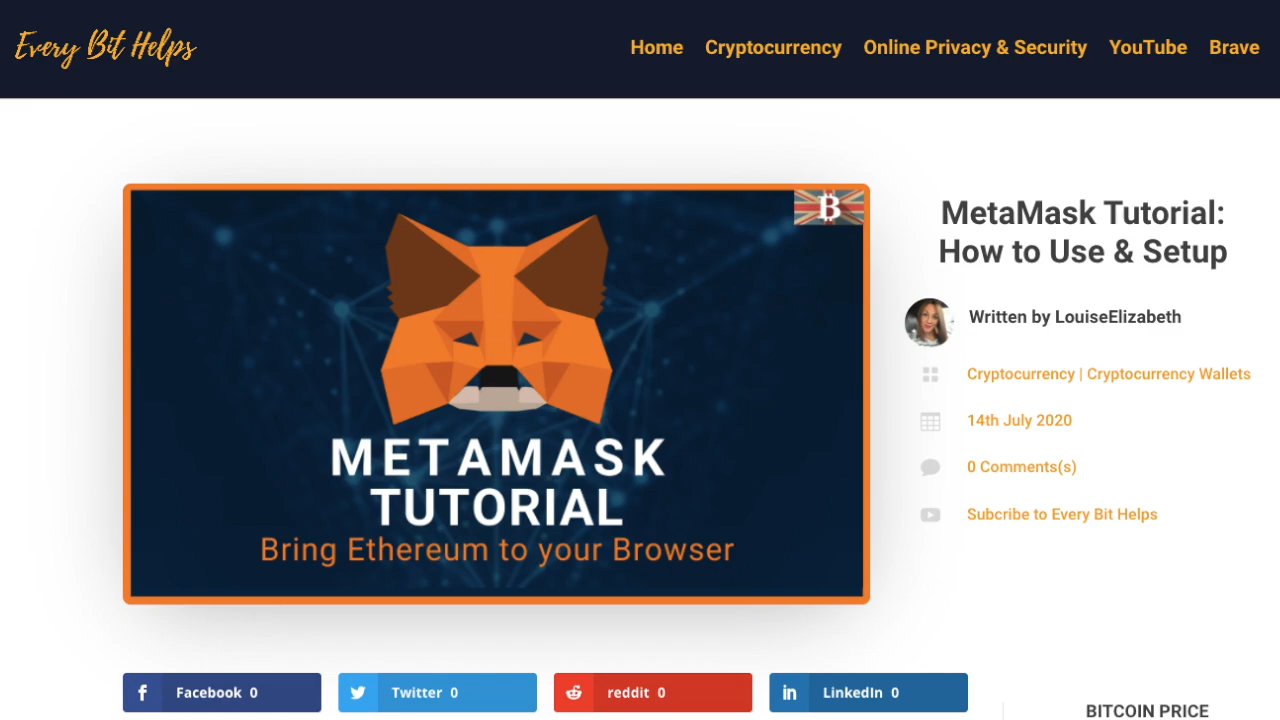 Every Bit Helps
Home Cryptocurrency Online Privacy & Security YouTube Brave
B
METAMASK
TUTORIAL
Bring Ethereum to your Browser
MetaMask Tutorial:
How to Use & Setup
Written by LouiseElizabeth
Cryptocurrency | Cryptocurrency Wallets
14th July 2020
0 Comments(s)
Subcribe to Every Bit Helps
Facebook 0
Twitter 0
reddit 0
LinkedIn 0
BITCOIN PRICE